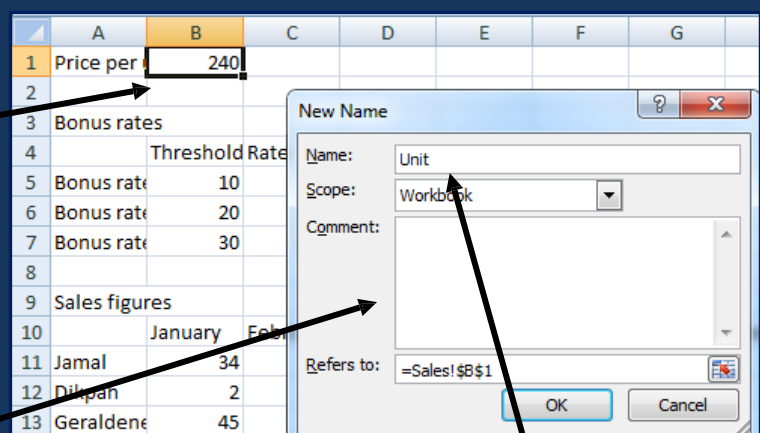 A B C D E F G
1 Price per 240
2
3 Bonus rates
4 Threshold Rate
5 Bonus rate 10
6 Bonus rate 20
7 Bonus rate 30
8
9 Sales figures
10 January Febr
11 Jamal 34
12 Dikpah 2
13 Geraldene 45
New Name
Name: Unit
Scope: Workbook
Comment:
Refers to: =Sales!$B$1
OK Cancel